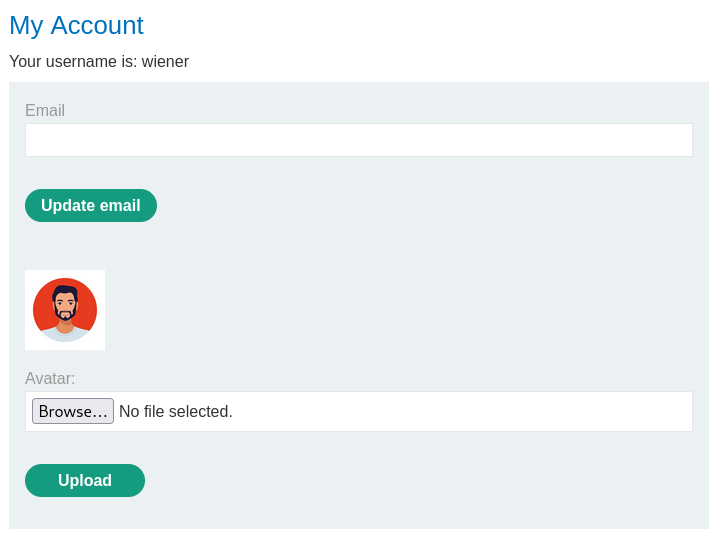 My Account
Your username is: wiener
Email
Update email
Avatar:
Browse... No file selected.
Upload